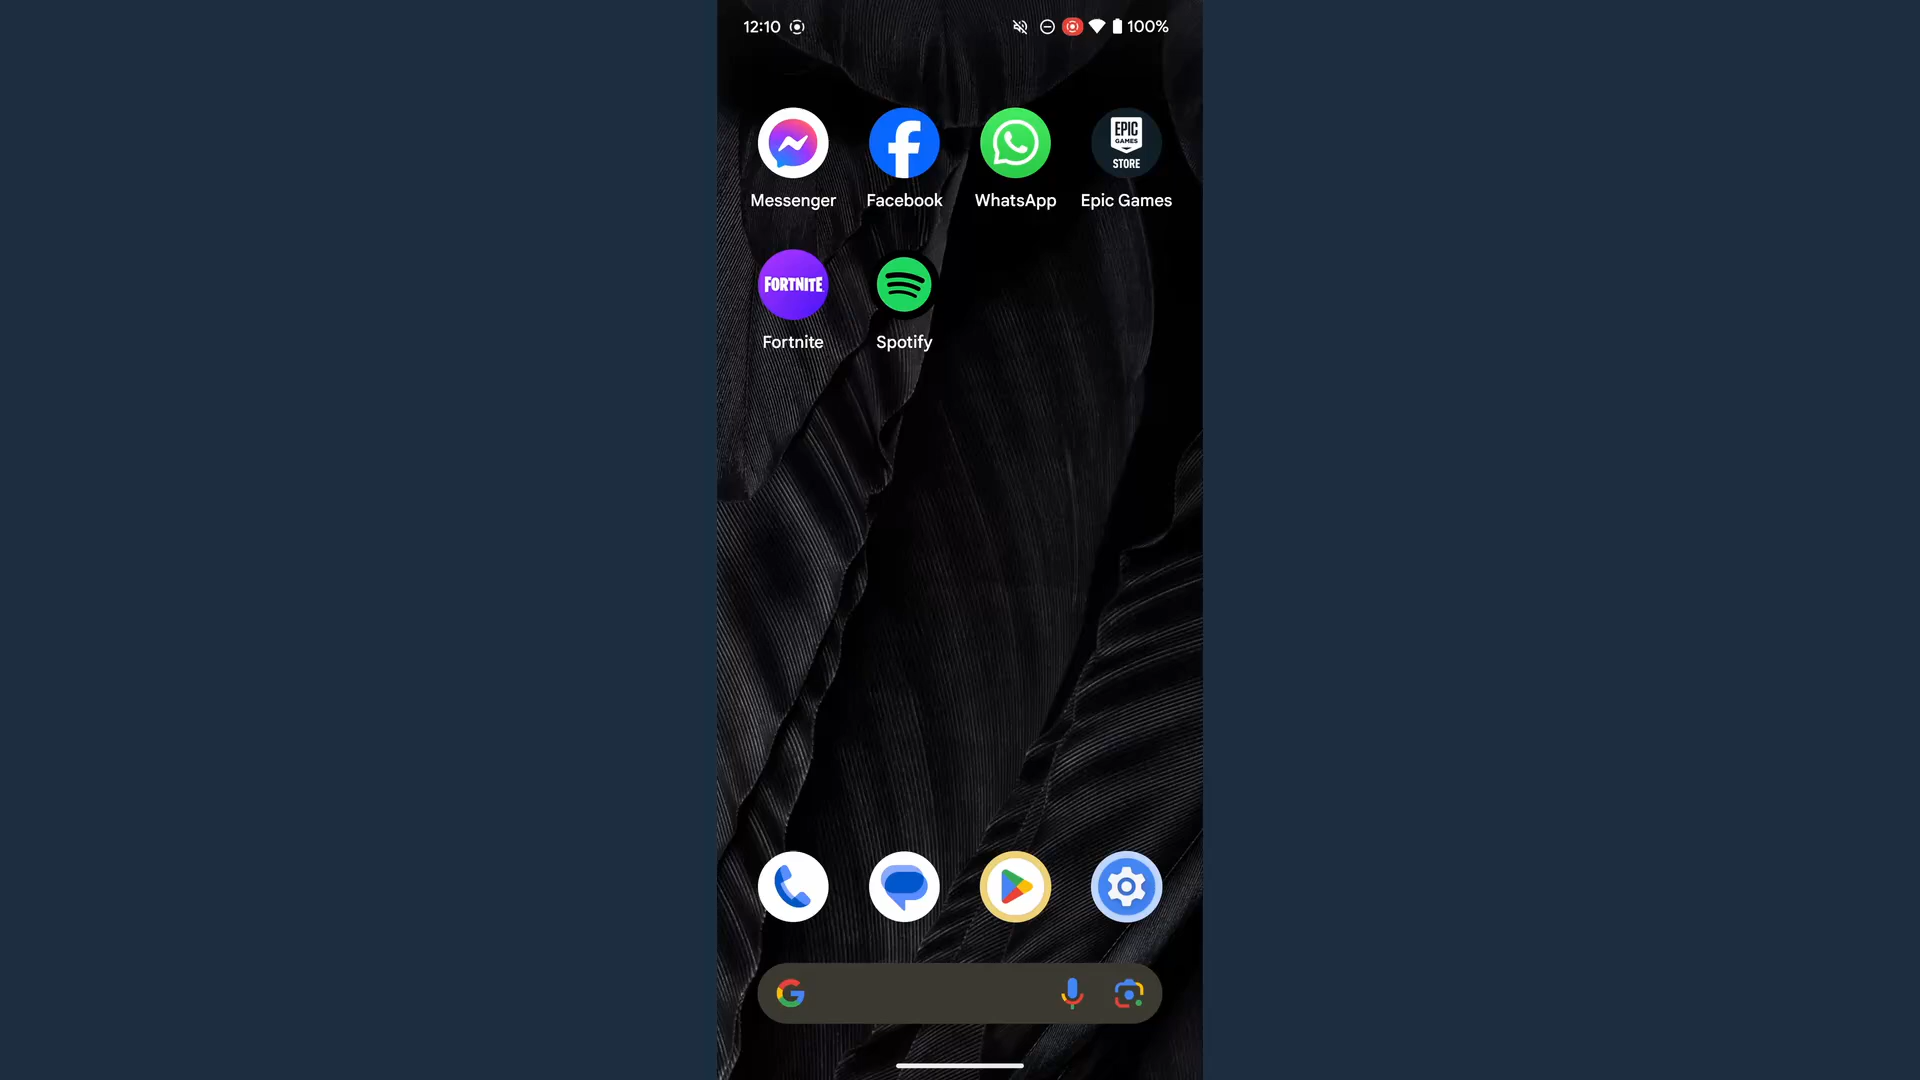 12:10 100%
EPIC
GAMES
STORE
Messenger Facebook WhatsApp Epic Games
FORTNITE
Fortnite Spotify